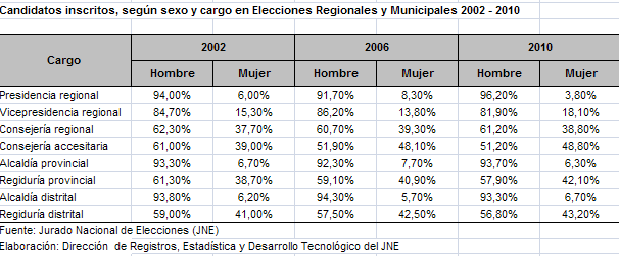 Candidatos inscritos, según sexo y cargo en Elecciones Regionales y Municipales 2002 - 2010
Cargo 2002 2006 2010
Hombre Mujer Hombre Mujer Hombre Mujer
Presidencia regional 94,00% 6,00% 91,70% 8,30% 96,20% 3,80%
Vicepresidencia regional 84,70% 15,30% 86,20% 13,80% 81,90% 18,10%
Consejería regional 62,30% 37,70% 60,70% 39,30% 61,20% 38,80%
Consejería accesitaria 61,00% 39,00% 51,90% 48,10% 51,20% 48,80%
Alcaldía provincial 93,30% 6,70% 92,30% 7,70% 93,70% 6,30%
Regiduría provincial 61,30% 38,70% 59,10% 40,90% 57,90% 42,10%
Alcaldía distrital 93,80% 6,20% 94,30% 5,70% 93,30% 6,70%
Regiduría distrital 59,00% 41,00% 57,50% 42,50% 56,80% 43,20%
Fuente: Jurado Nacional de Elecciones (JNE)
Elaboración: Dirección de Registros, Estadística y Desarrollo Tecnológico del JNE